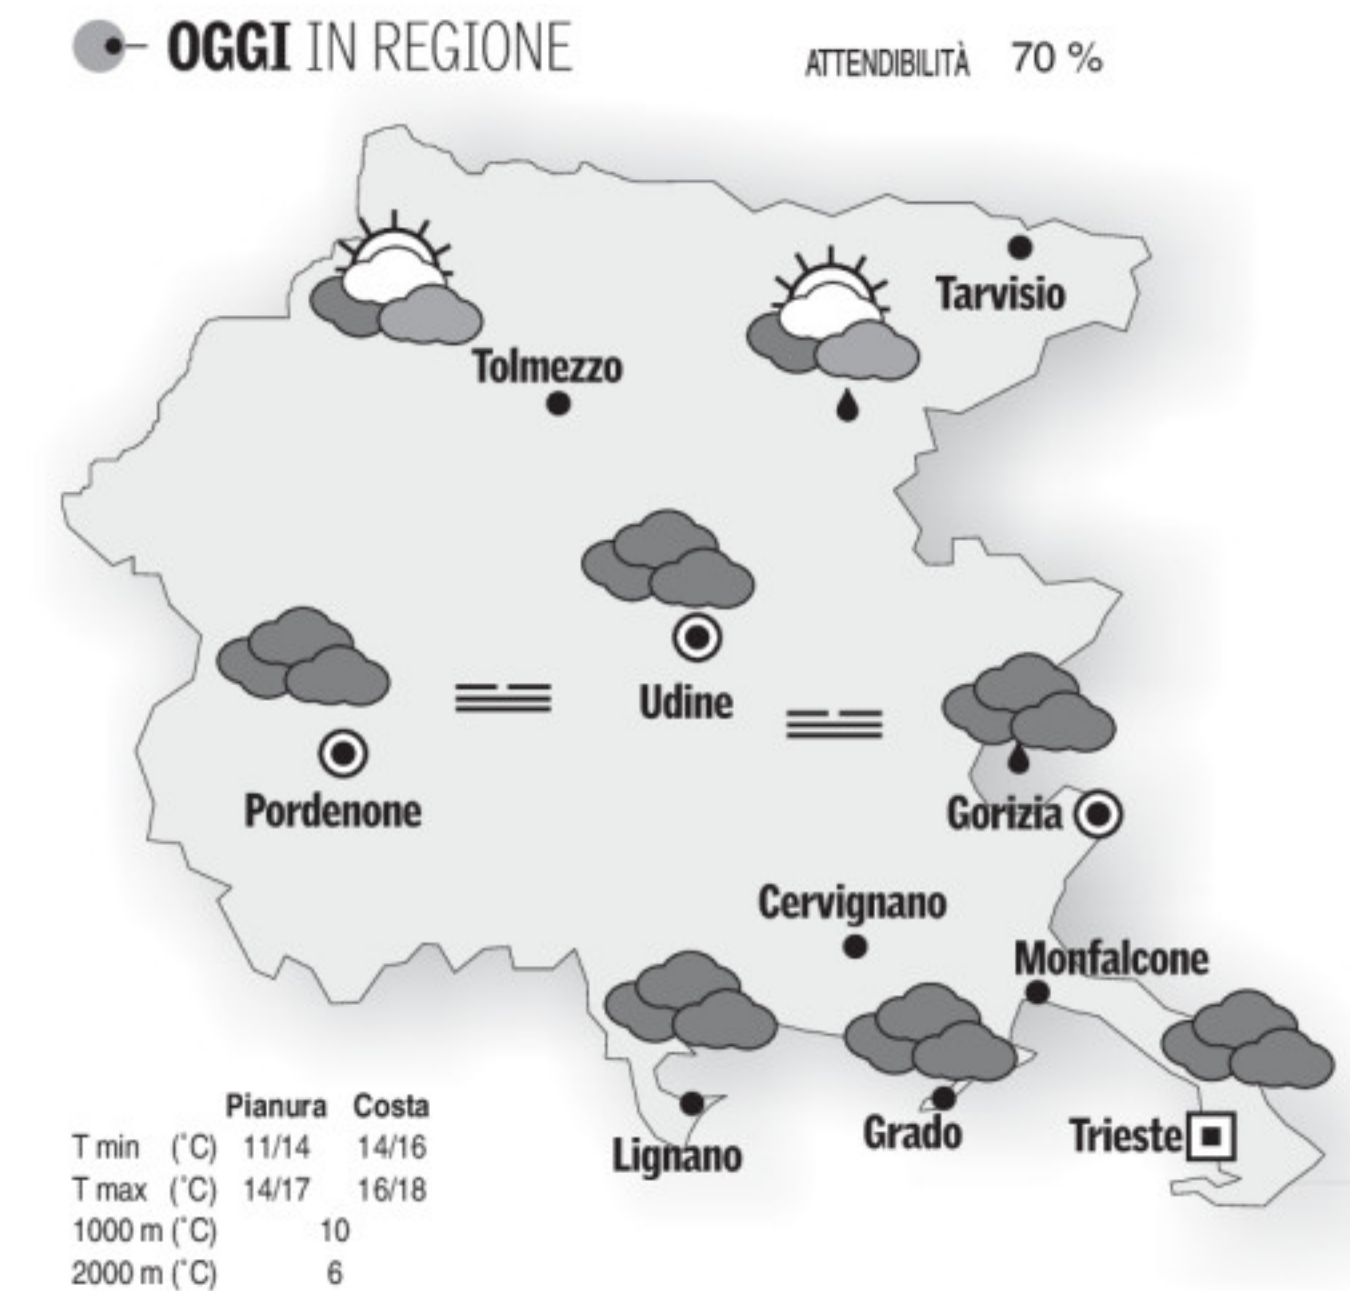 OGGI IN REGIONE
ATTENDIBILITÀ 70 %
Tarvisio
Tolmezzo
Udine
Pordenone
Gorizia
Cervignano
Monfalcone
Grado
Trieste
Lignano
Pianura Costa
T min (°C) 11/14 14/16
T max (°C) 14/17 16/18
1000 m (°C) 10
2000 m (°C) 6